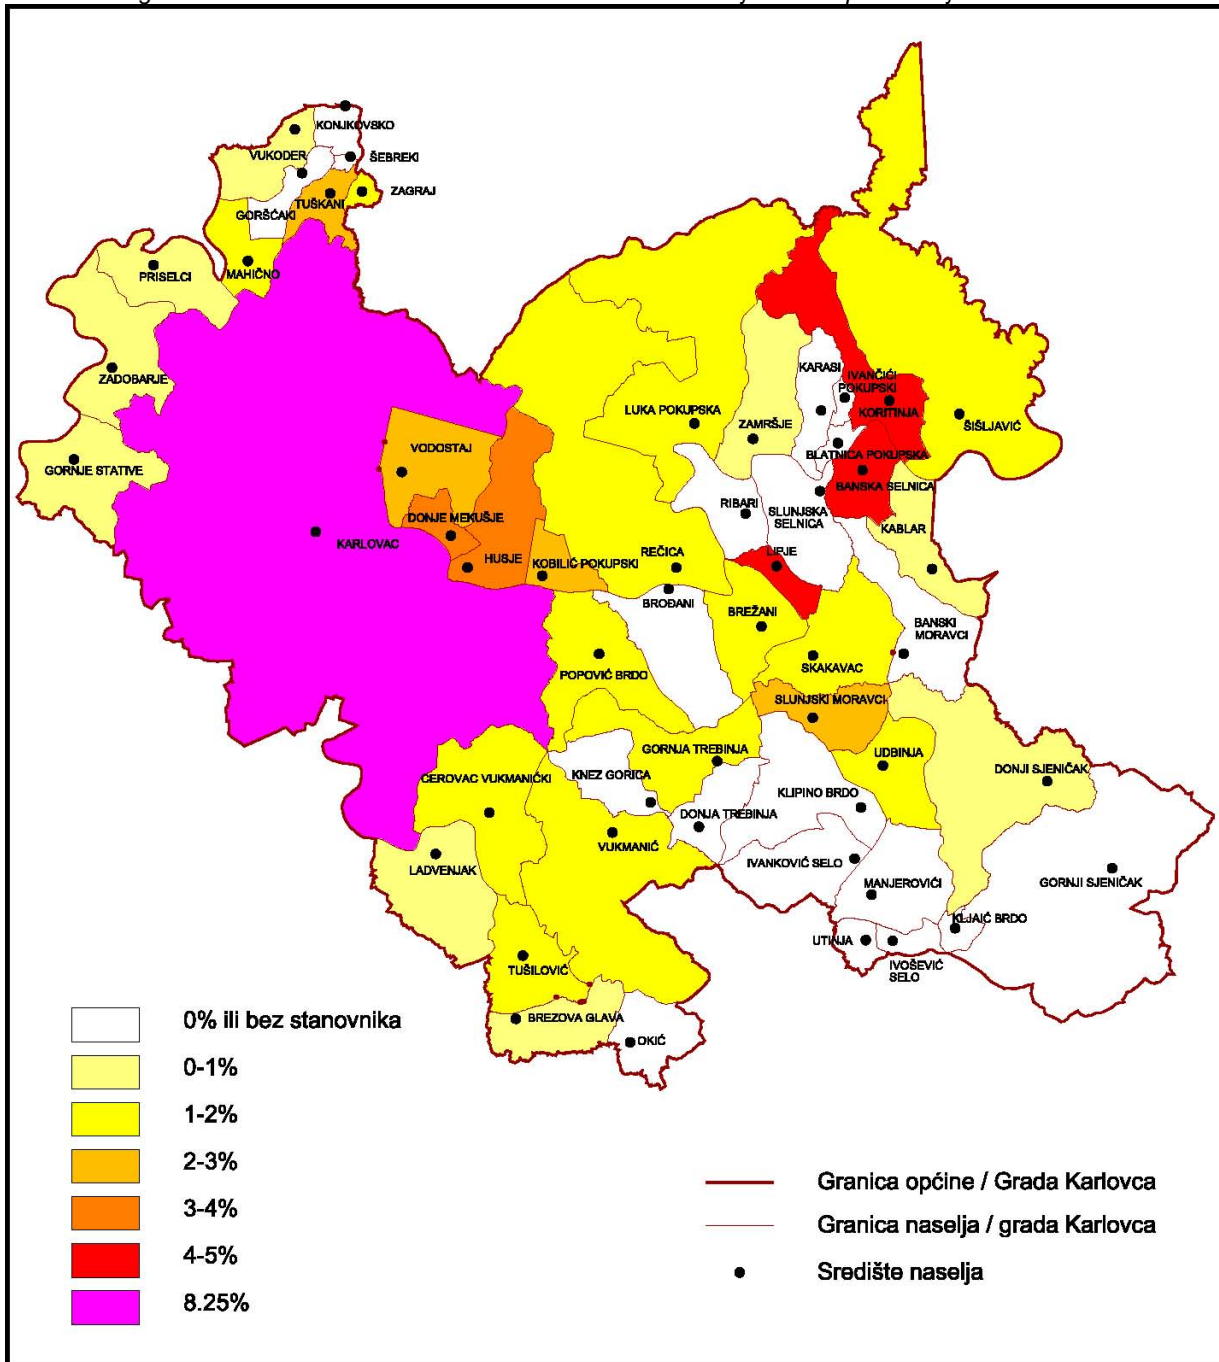 KONJKOVSKO
VUKODER
ŠEBREKI
ZAGRAJ
TUŠKANI
GORŠĆAKI
MAHIČNO
PRISELCI
ZADOBARJE
GORNJE STATIVE
KARLOVAC
VODOSTAJ
DONJE MEKUŠJE
HUSJE
KOBILIĆ POKUPSKI
LUKA POKUPSKA
ZAMRŠJE
KARASI
IVANČIĆI
POKUPSKI
KORITINJA
ŠIŠLJAVIĆ
BLATNICA POKUPSKA
BANSKA SELNICA
RIBARI
SLUNJSKA
SELNICA
KABLAR
REČICA
LIPJE
BROĐANI
BREŽANI
BANSKI
MORAVCI
SKAKAVAC
POPOVIĆ BRDO
SLUNJSKI MORAVCI
GORNJA TREBINJA
UDBINJA
DONJI SJENIČAK
CEROVAC VUKMANIĆKI
KNEZ GORICA
KLIPINO BRDO
DONJA TREBINJA
VUKMANIĆ
IVANKOVIĆ SELO
LADVENJAK
MANJEROVIĆI
GORNJI SJENIČAK
KLJAIĆ BRDO
UTINJA
IVOŠEVIĆ
SELO
TUŠILOVIĆ
BREZOVA GLAVA
OKIĆ
0% ili bez stanovnika
0-1%
1-2%
2-3%
3-4%
4-5%
8.25%
Granica općine / Grada Karlovca
Granica naselja / grada Karlovca
Središte naselja